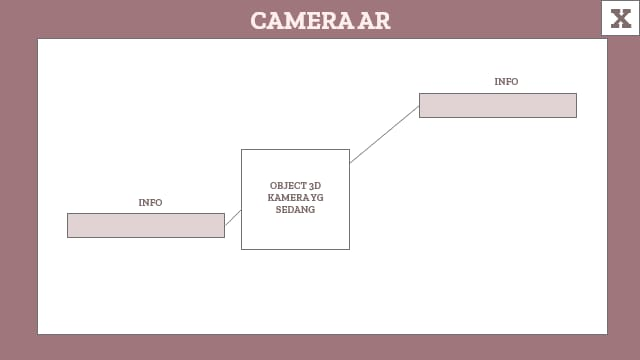 CAMERA AR
X
INFO
OBJECT 3D
KAMERA YG
SEDANG
INFO